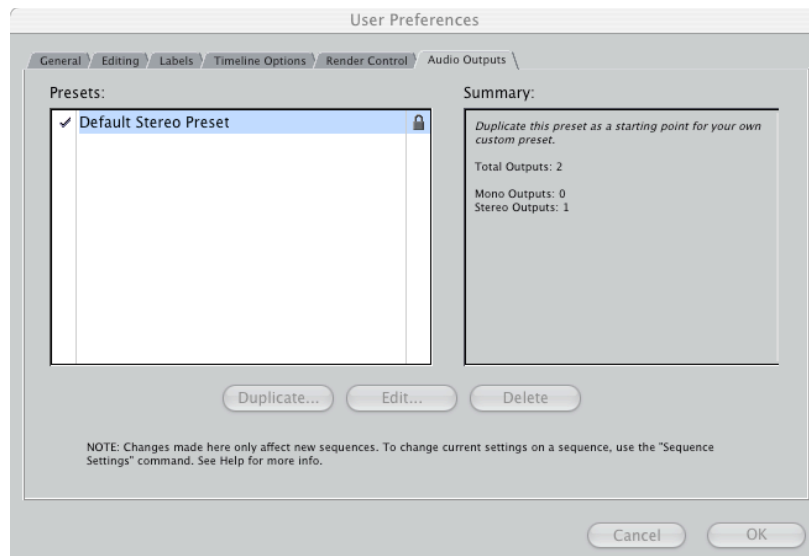 User Preferences
General Editing Labels Timeline Options Render Control Audio Outputs
Presets:
Default Stereo Preset
Summary:
Duplicate this preset as a starting point for your own
custom preset.
Total Outputs: 2
Mono Outputs: 0
Stereo Outputs: 1
Duplicate... Edit... Delete
NOTE: Changes made here only affect new sequences. To change current settings on a sequence, use the "Sequence
Settings" command. See Help for more info.
Cancel OK